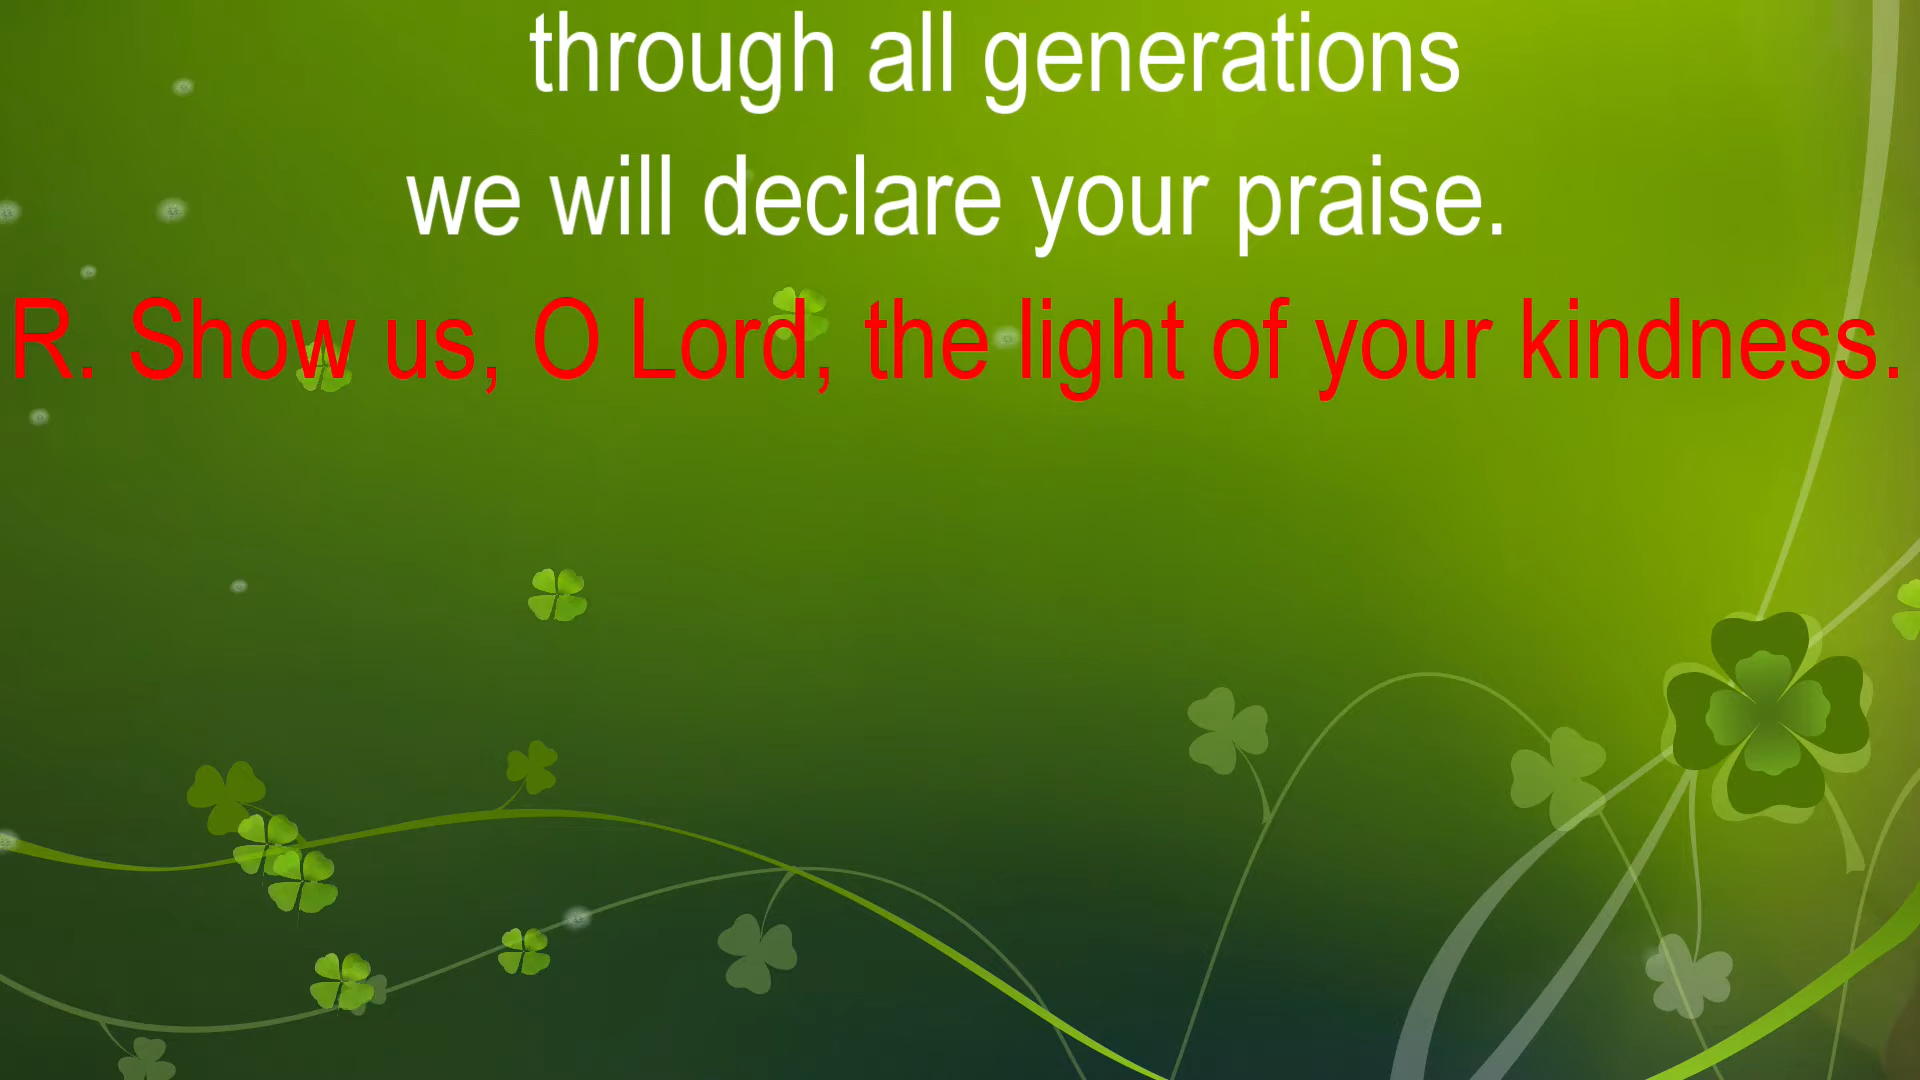 through all generations
we will declare your praise.
R. Show us, O Lord, the light of your kindness.